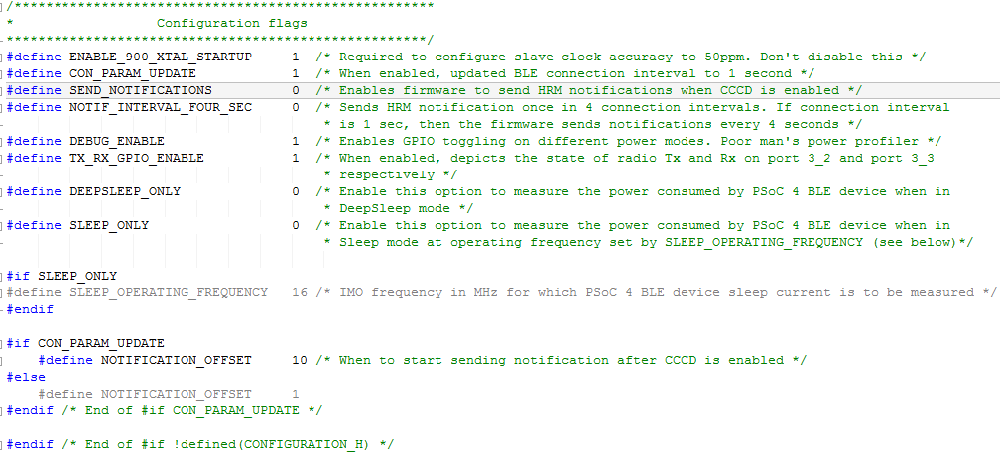 /*****************************************************
* Configuration flags
*****************************************************/
#define ENABLE_900_XTAL_STARTUP 1 /* Required to configure slave clock accuracy to 50ppm. Don't disable this */
#define CON_PARAM_UPDATE 1 /* When enabled, updated BLE connection interval to 1 second */
#define SEND_NOTIFICATIONS 0 /* Enables firmware to send HRM notifications when CCCD is enabled */
#define NOTIF_INTERVAL_FOUR_SEC 0 /* Sends HRM notification once in 4 connection intervals. If connection interval
* is 1 sec, then the firmware sends notifications every 4 seconds */
#define DEBUG_ENABLE 1 /* Enables GPIO toggling on different power modes. Poor man's power profiler */
#define TX_RX_GPIO_ENABLE 1 /* When enabled, depicts the state of radio Tx and Rx on port 3_2 and port 3_3
* respectively */
#define DEEPSLEEP_ONLY 0 /* Enable this option to measure the power consumed by PSoC 4 BLE device when in
* DeepSleep mode */
#define SLEEP_ONLY 0 /* Enable this option to measure the power consumed by PSoC 4 BLE device when in
* Sleep mode at operating frequency set by SLEEP_OPERATING_FREQUENCY (see below)*/
#if SLEEP_ONLY
#define SLEEP_OPERATING_FREQUENCY 16 /* IMO frequency in MHz for which PSoC 4 BLE device sleep current is to be measured */
#endif
#if CON_PARAM_UPDATE
#define NOTIFICATION_OFFSET 10 /* When to start sending notification after CCCD is enabled */
#else
#define NOTIFICATION_OFFSET 1
#endif /* End of #if CON_PARAM_UPDATE */
#endif /* End of #if !defined(CONFIGURATION_H) */